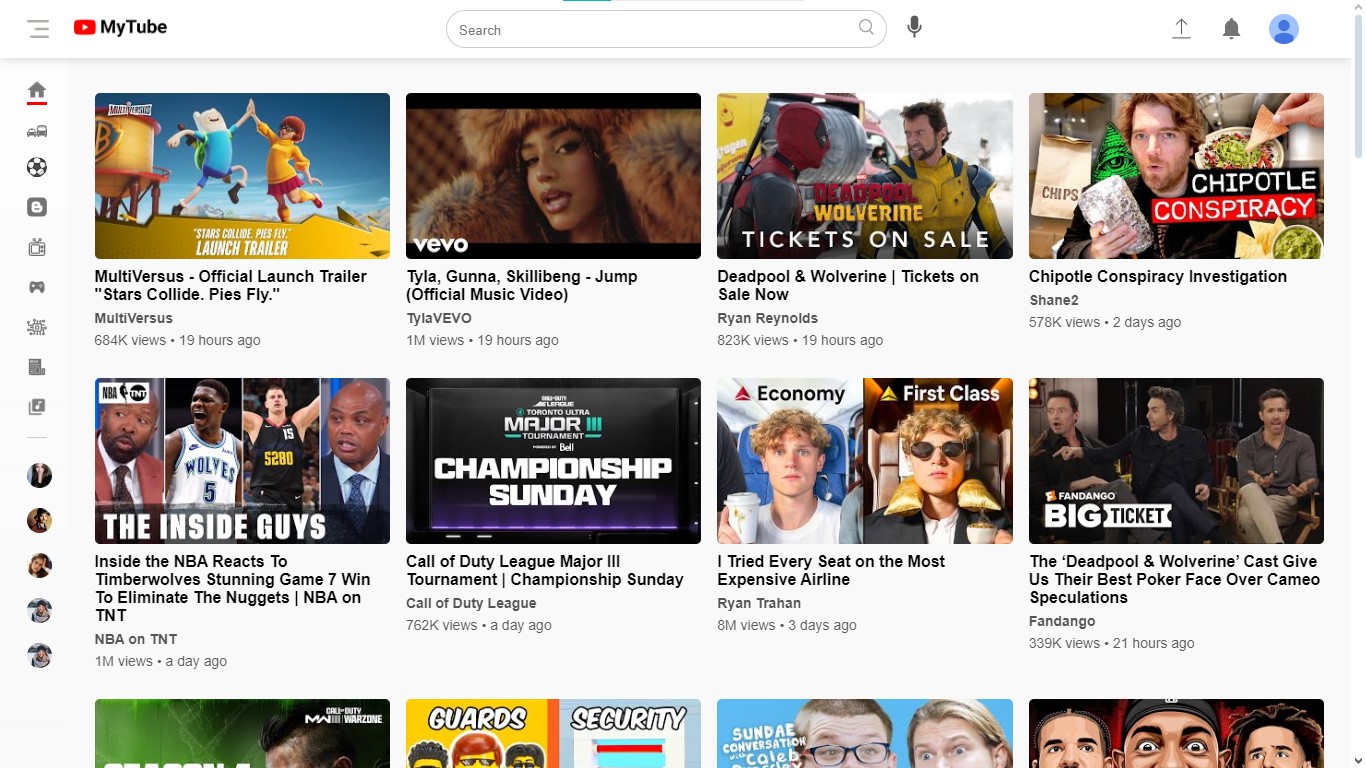 MyTube
Search
MULTIVERSUS
"STARS COLLIDE. PIES FLY."
LAUNCH TRAILER
MultiVersus - Official Launch Trailer
"Stars Collide. Pies Fly."
MultiVersus
684K views • 19 hours ago
vevo
Tyla, Gunna, Skillibeng - Jump
(Official Music Video)
TylaVEVO
1M views • 19 hours ago
DEADPOOL
WOLVERINE
TICKETS ON SALE
Deadpool & Wolverine | Tickets on
Sale Now
Ryan Reynolds
823K views • 19 hours ago
CHIPS
CHIPOTLE
CONSPIRACY
Chipotle Conspiracy Investigation
Shane2
578K views • 2 days ago
NBA TNT
WOLVES
5
15
5280
THE INSIDE GUYS
Inside the NBA Reacts To
Timberwolves Stunning Game 7 Win
To Eliminate The Nuggets | NBA on
TNT
NBA on TNT
1M views • a day ago
CALL OF DUTY
LEAGUE
TORONTO ULTRA
MAJOR III
TOURNAMENT
POWERED BY Bell
CHAMPIONSHIP
SUNDAY
Call of Duty League Major III
Tournament | Championship Sunday
Call of Duty League
762K views • a day ago
Economy
First Class
I Tried Every Seat on the Most
Expensive Airline
Ryan Trahan
8M views • 3 days ago
FANDANGO
BIG TICKET
The ‘Deadpool & Wolverine’ Cast Give
Us Their Best Poker Face Over Cameo
Speculations
Fandango
339K views • 21 hours ago
CALL OF DUTY
MWIII WARZONE
GUARDS
SECURITY
SUNDAE
CONVERSATION
with Caleb